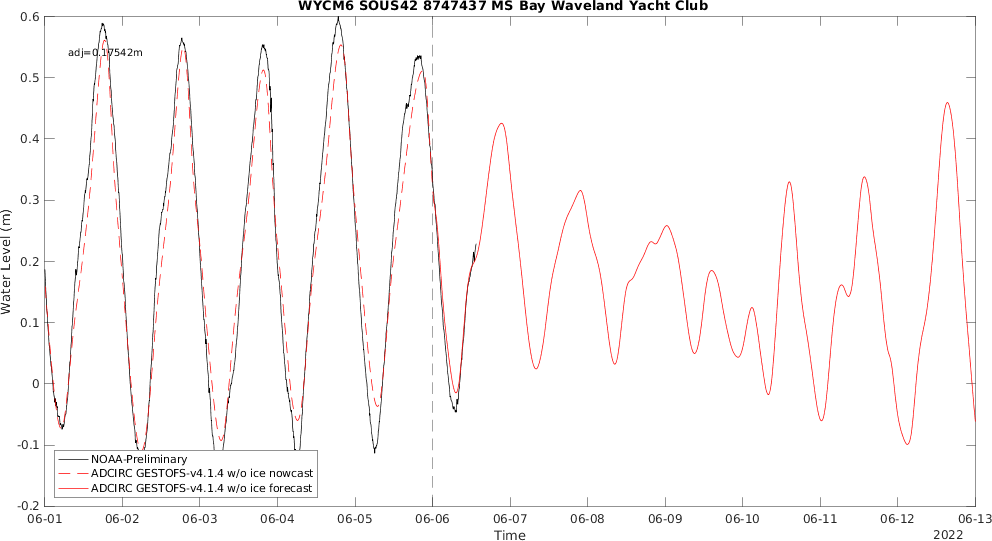 WYCM6 SOUS42 8747437 MS Bay Waveland Yacht Club
adj=0.17542m
0.6
0.5
0.4
0.3
0.2
0.1
0
-0.1
-0.2
Water Level (m)
NOAA-Preliminary
ADCIRC GESTOFS-v4.1.4 w/o ice nowcast
ADCIRC GESTOFS-v4.1.4 w/o ice forecast
06-01 06-02 06-03 06-04 06-05 06-06 06-07 06-08 06-09 06-10 06-11 06-12 06-13
Time
2022